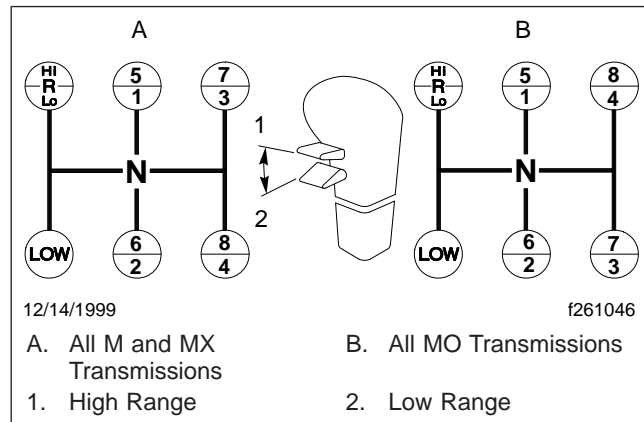 A
B
HI
R
Lo
5
1
7
3
N
LOW
6
2
8
4
1
2
HI
R
Lo
5
1
8
4
N
LOW
6
2
7
3
12/14/1999
f261046
A. All M and MX Transmissions
B. All MO Transmissions
1. High Range
2. Low Range